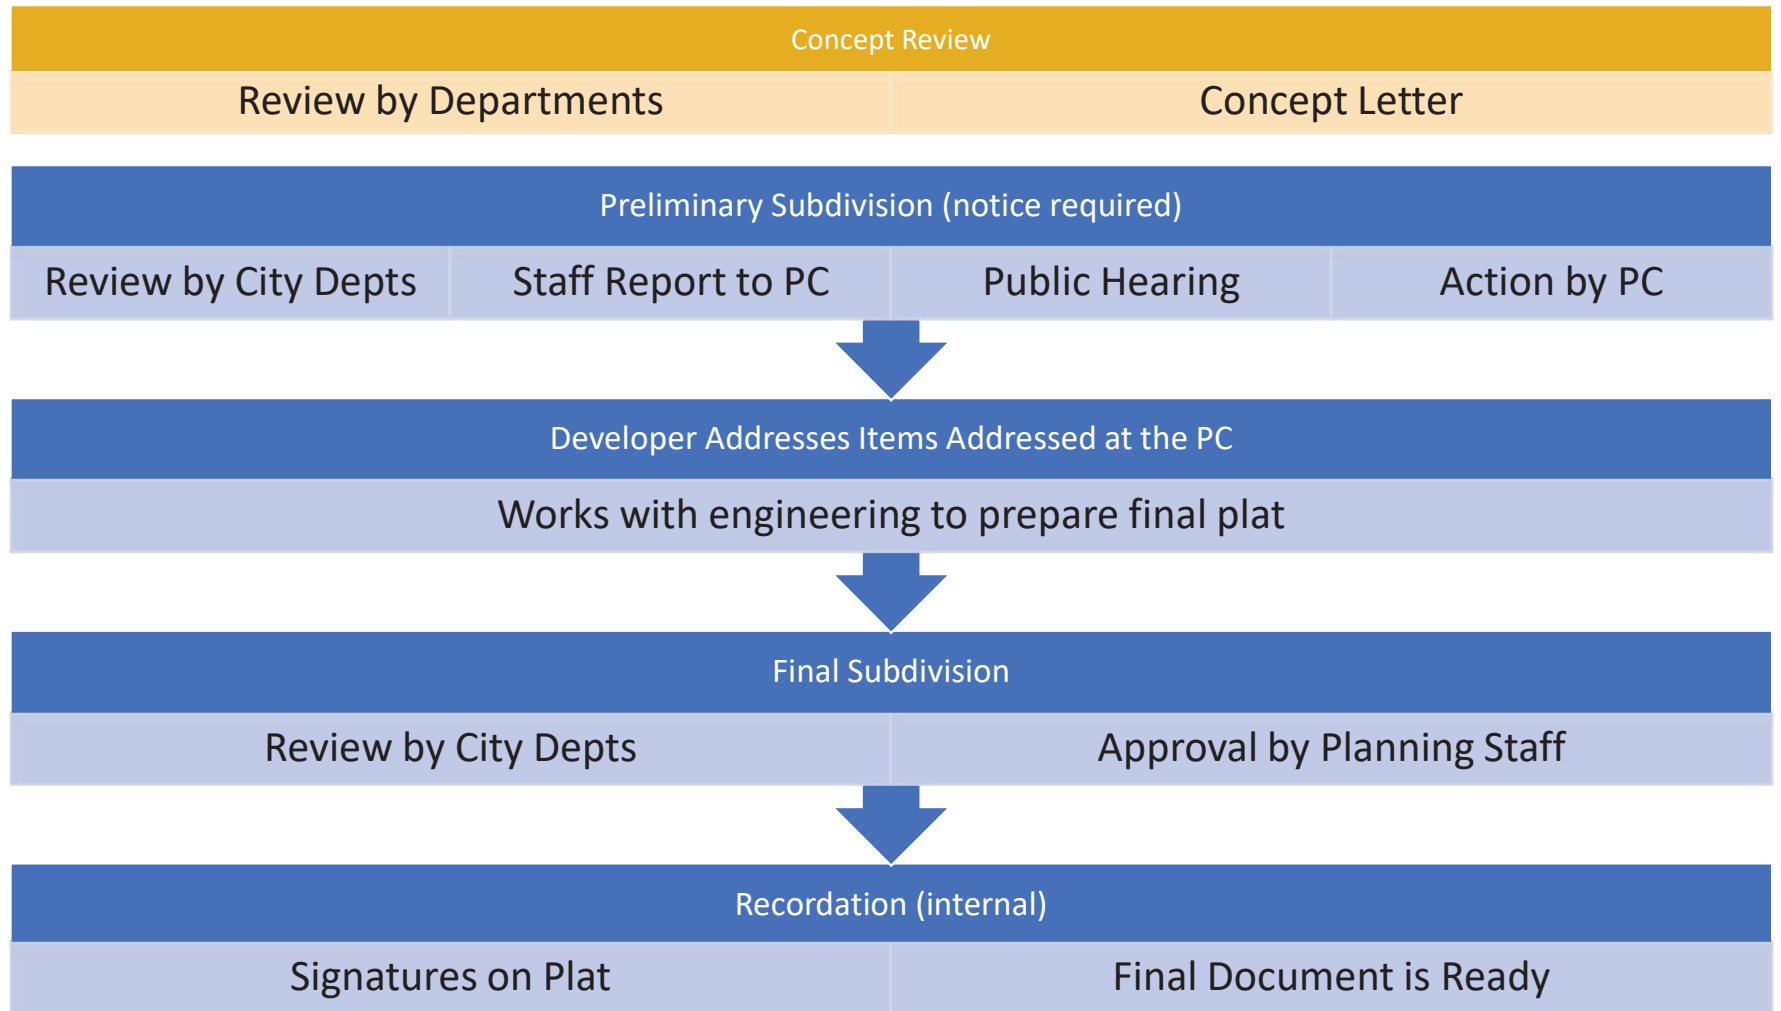 Concept Review
Review by Departments
Concept Letter
Preliminary Subdivision (notice required)
Review by City Depts
Staff Report to PC
Public Hearing
Action by PC
Developer Addresses Items Addressed at the PC
Works with engineering to prepare final plat
Final Subdivision
Review by City Depts
Approval by Planning Staff
Recordation (internal)
Signatures on Plat
Final Document is Ready